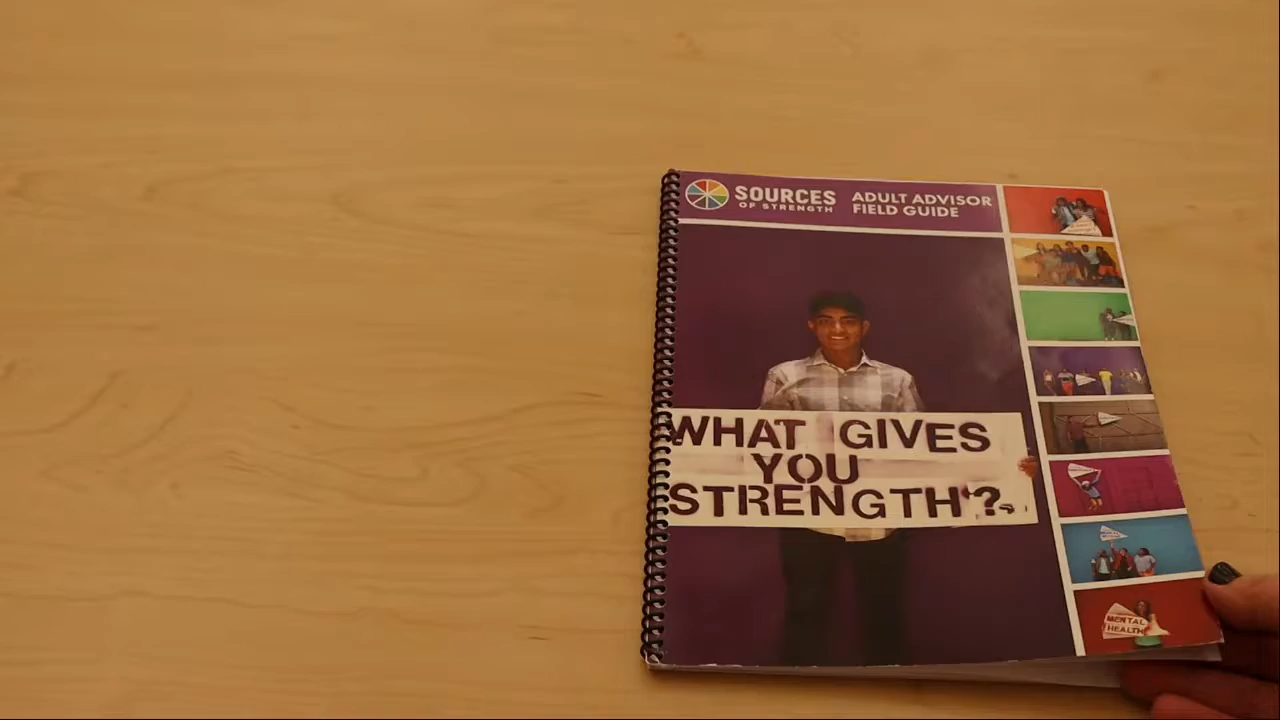 SOURCES
OF STRENGTH
ADULT ADVISOR
FIELD GUIDE
WHAT GIVES
YOU
STRENGTH?
MENTAL
HEALTH